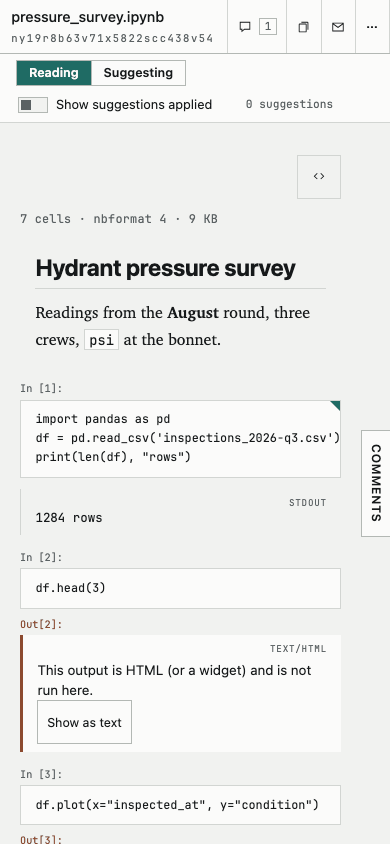 pressure_survey.ipynb
ny19r8b63v71x5822scc438v54
1
Reading
Suggesting
Show suggestions applied
0 suggestions
7 cells · nbformat 4 · 9 KB
Hydrant pressure survey
Readings from the August round, three
crews, psi at the bonnet.
In [1]:
import pandas as pd
df = pd.read_csv('inspections_2026-q3.csv')
print(len(df), "rows")
STDOUT
1284 rows
COMMENTS
In [2]:
df.head(3)
Out[2]:
TEXT/HTML
This output is HTML (or a widget) and is not
run here.
Show as text
In [3]:
df.plot(x="inspected_at", y="condition")
Out[3]: